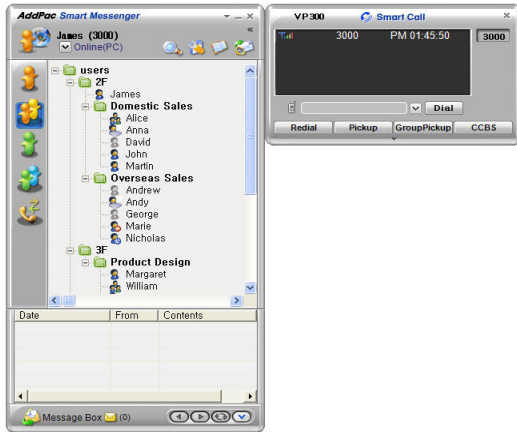 AddPac Smart Messenger
James (3000)
Online(PC)
users
2F
James
Domestic Sales
Alice
Anna
David
John
Martin
Overseas Sales
Andrew
Andy
George
Marie
Nicholas
3F
Product Design
Margaret
William
Date From Contents
Message Box (0)
VP300 Smart Call
3000 PM 01:45:50 3000
Dial
Redial Pickup GroupPickup CCBS